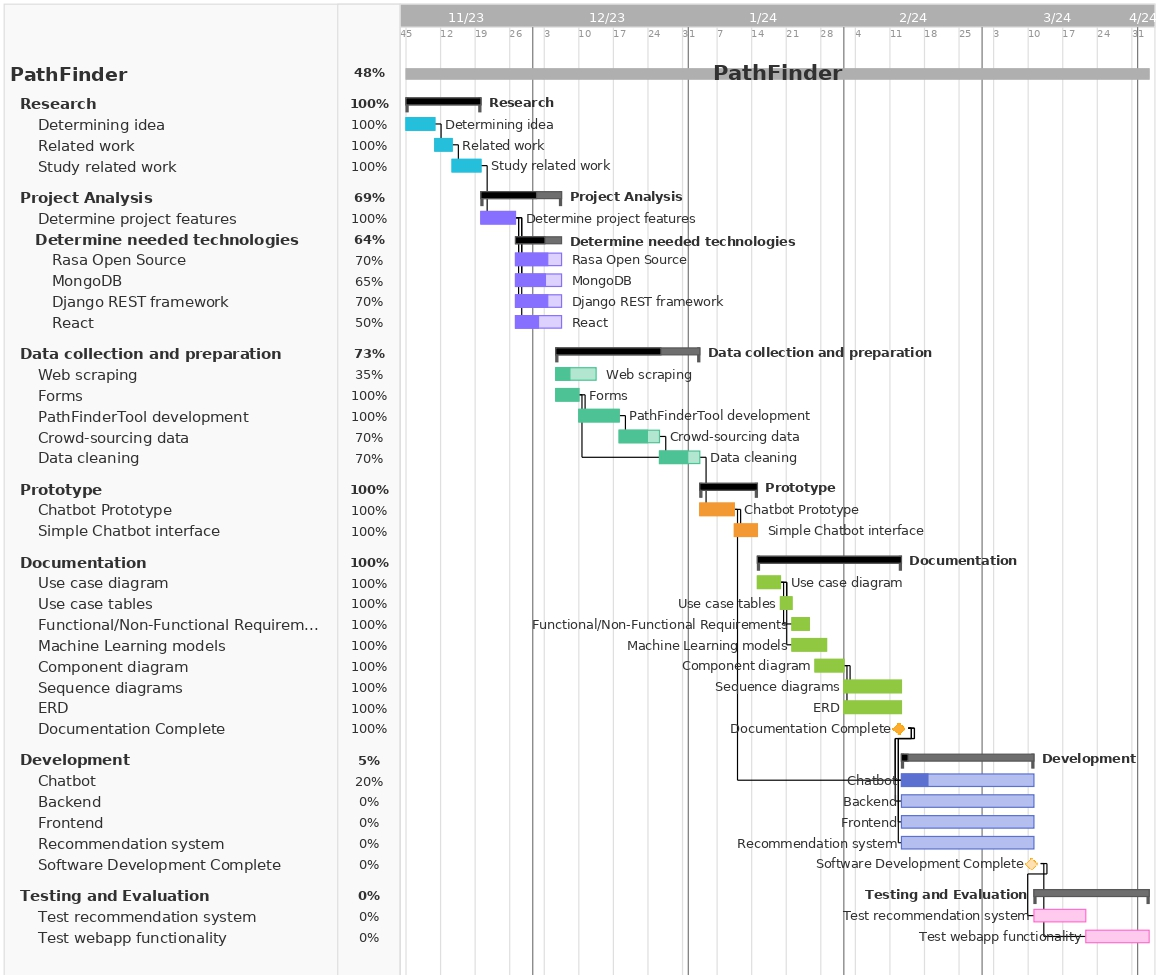 11/23 12/23 1/24 2/24 3/24 4/24
45 12 19 26 3 10 17 24 31 7 14 21 28 4 11 18 25 3 10 17 24 31
PathFinder 48% PathFinder
Research 100% Research
Determining idea 100% Determining idea
Related work 100% Related work
Study related work 100% Study related work
Project Analysis 69% Project Analysis
Determine project features 100% Determine project features
Determine needed technologies 64% Determine needed technologies
Rasa Open Source 70% Rasa Open Source
MongoDB 65% MongoDB
Django REST framework 70% Django REST framework
React 50% React
Data collection and preparation 73% Data collection and preparation
Web scraping 35% Web scraping
Forms 100% Forms
PathFinderTool development 100% PathFinderTool development
Crowd-sourcing data 70% Crowd-sourcing data
Data cleaning 70% Data cleaning
Prototype 100% Prototype
Chatbot Prototype 100% Chatbot Prototype
Simple Chatbot interface 100% Simple Chatbot interface
Documentation 100% Documentation
Use case diagram 100% Use case diagram
Use case tables 100% Use case tables
Functional/Non-Functional Requirem... 100% Functional/Non-Functional Requirements
Machine Learning models 100% Machine Learning models
Component diagram 100% Component diagram
Sequence diagrams 100% Sequence diagrams
ERD 100% ERD
Documentation Complete 100% Documentation Complete
Development 5% Development
Chatbot 20% Chatbot
Backend 0% Backend
Frontend 0% Frontend
Recommendation system 0% Recommendation system
Software Development Complete 0% Software Development Complete
Testing and Evaluation 0% Testing and Evaluation
Test recommendation system 0% Test recommendation system
Test webapp functionality 0% Test webapp functionality